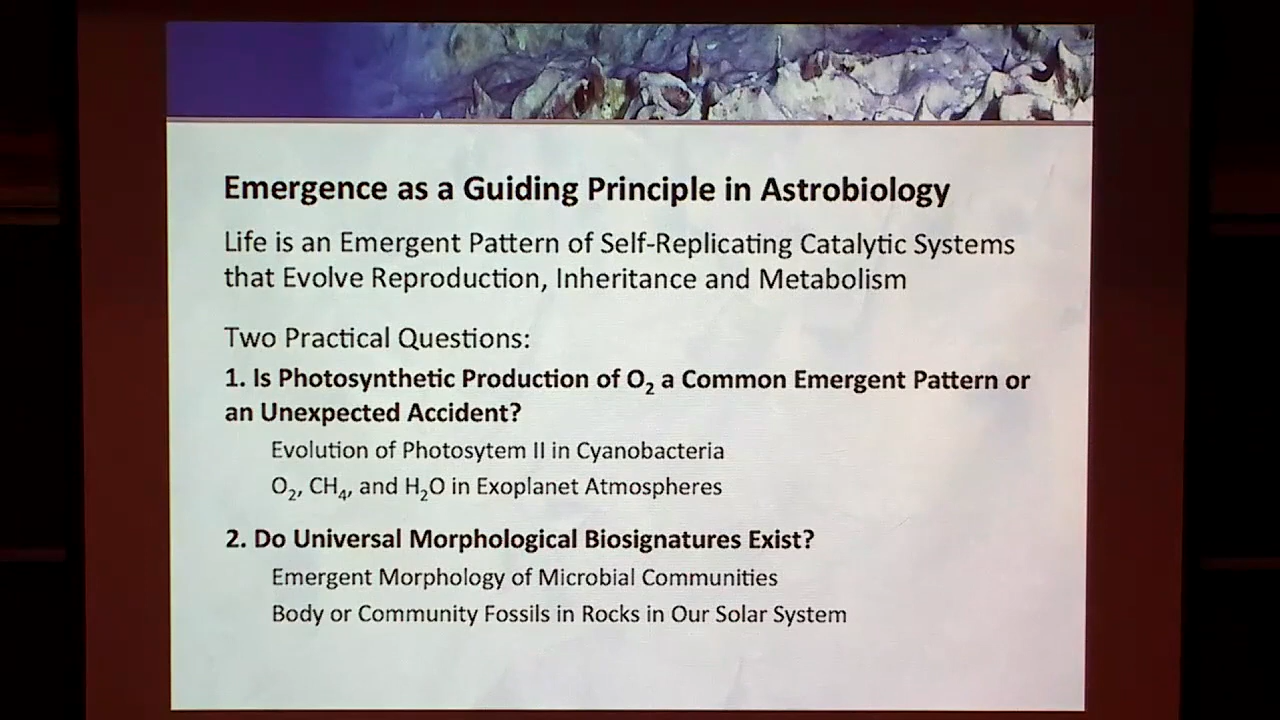 Emergence as a Guiding Principle in Astrobiology
Life is an Emergent Pattern of Self-Replicating Catalytic Systems
that Evolve Reproduction, Inheritance and Metabolism
Two Practical Questions:
1. Is Photosynthetic Production of O₂ a Common Emergent Pattern or
an Unexpected Accident?
Evolution of Photosytem II in Cyanobacteria
O₂, CH₄, and H₂O in Exoplanet Atmospheres
2. Do Universal Morphological Biosignatures Exist?
Emergent Morphology of Microbial Communities
Body or Community Fossils in Rocks in Our Solar System